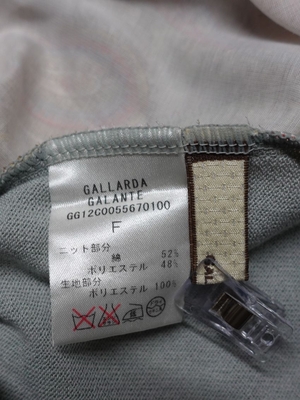 GALLARDA
GALANTE
GG12C0055670100
F
ニット部分
綿 52%
ポリエステル 48%
生地部分
ポリエステル 100%